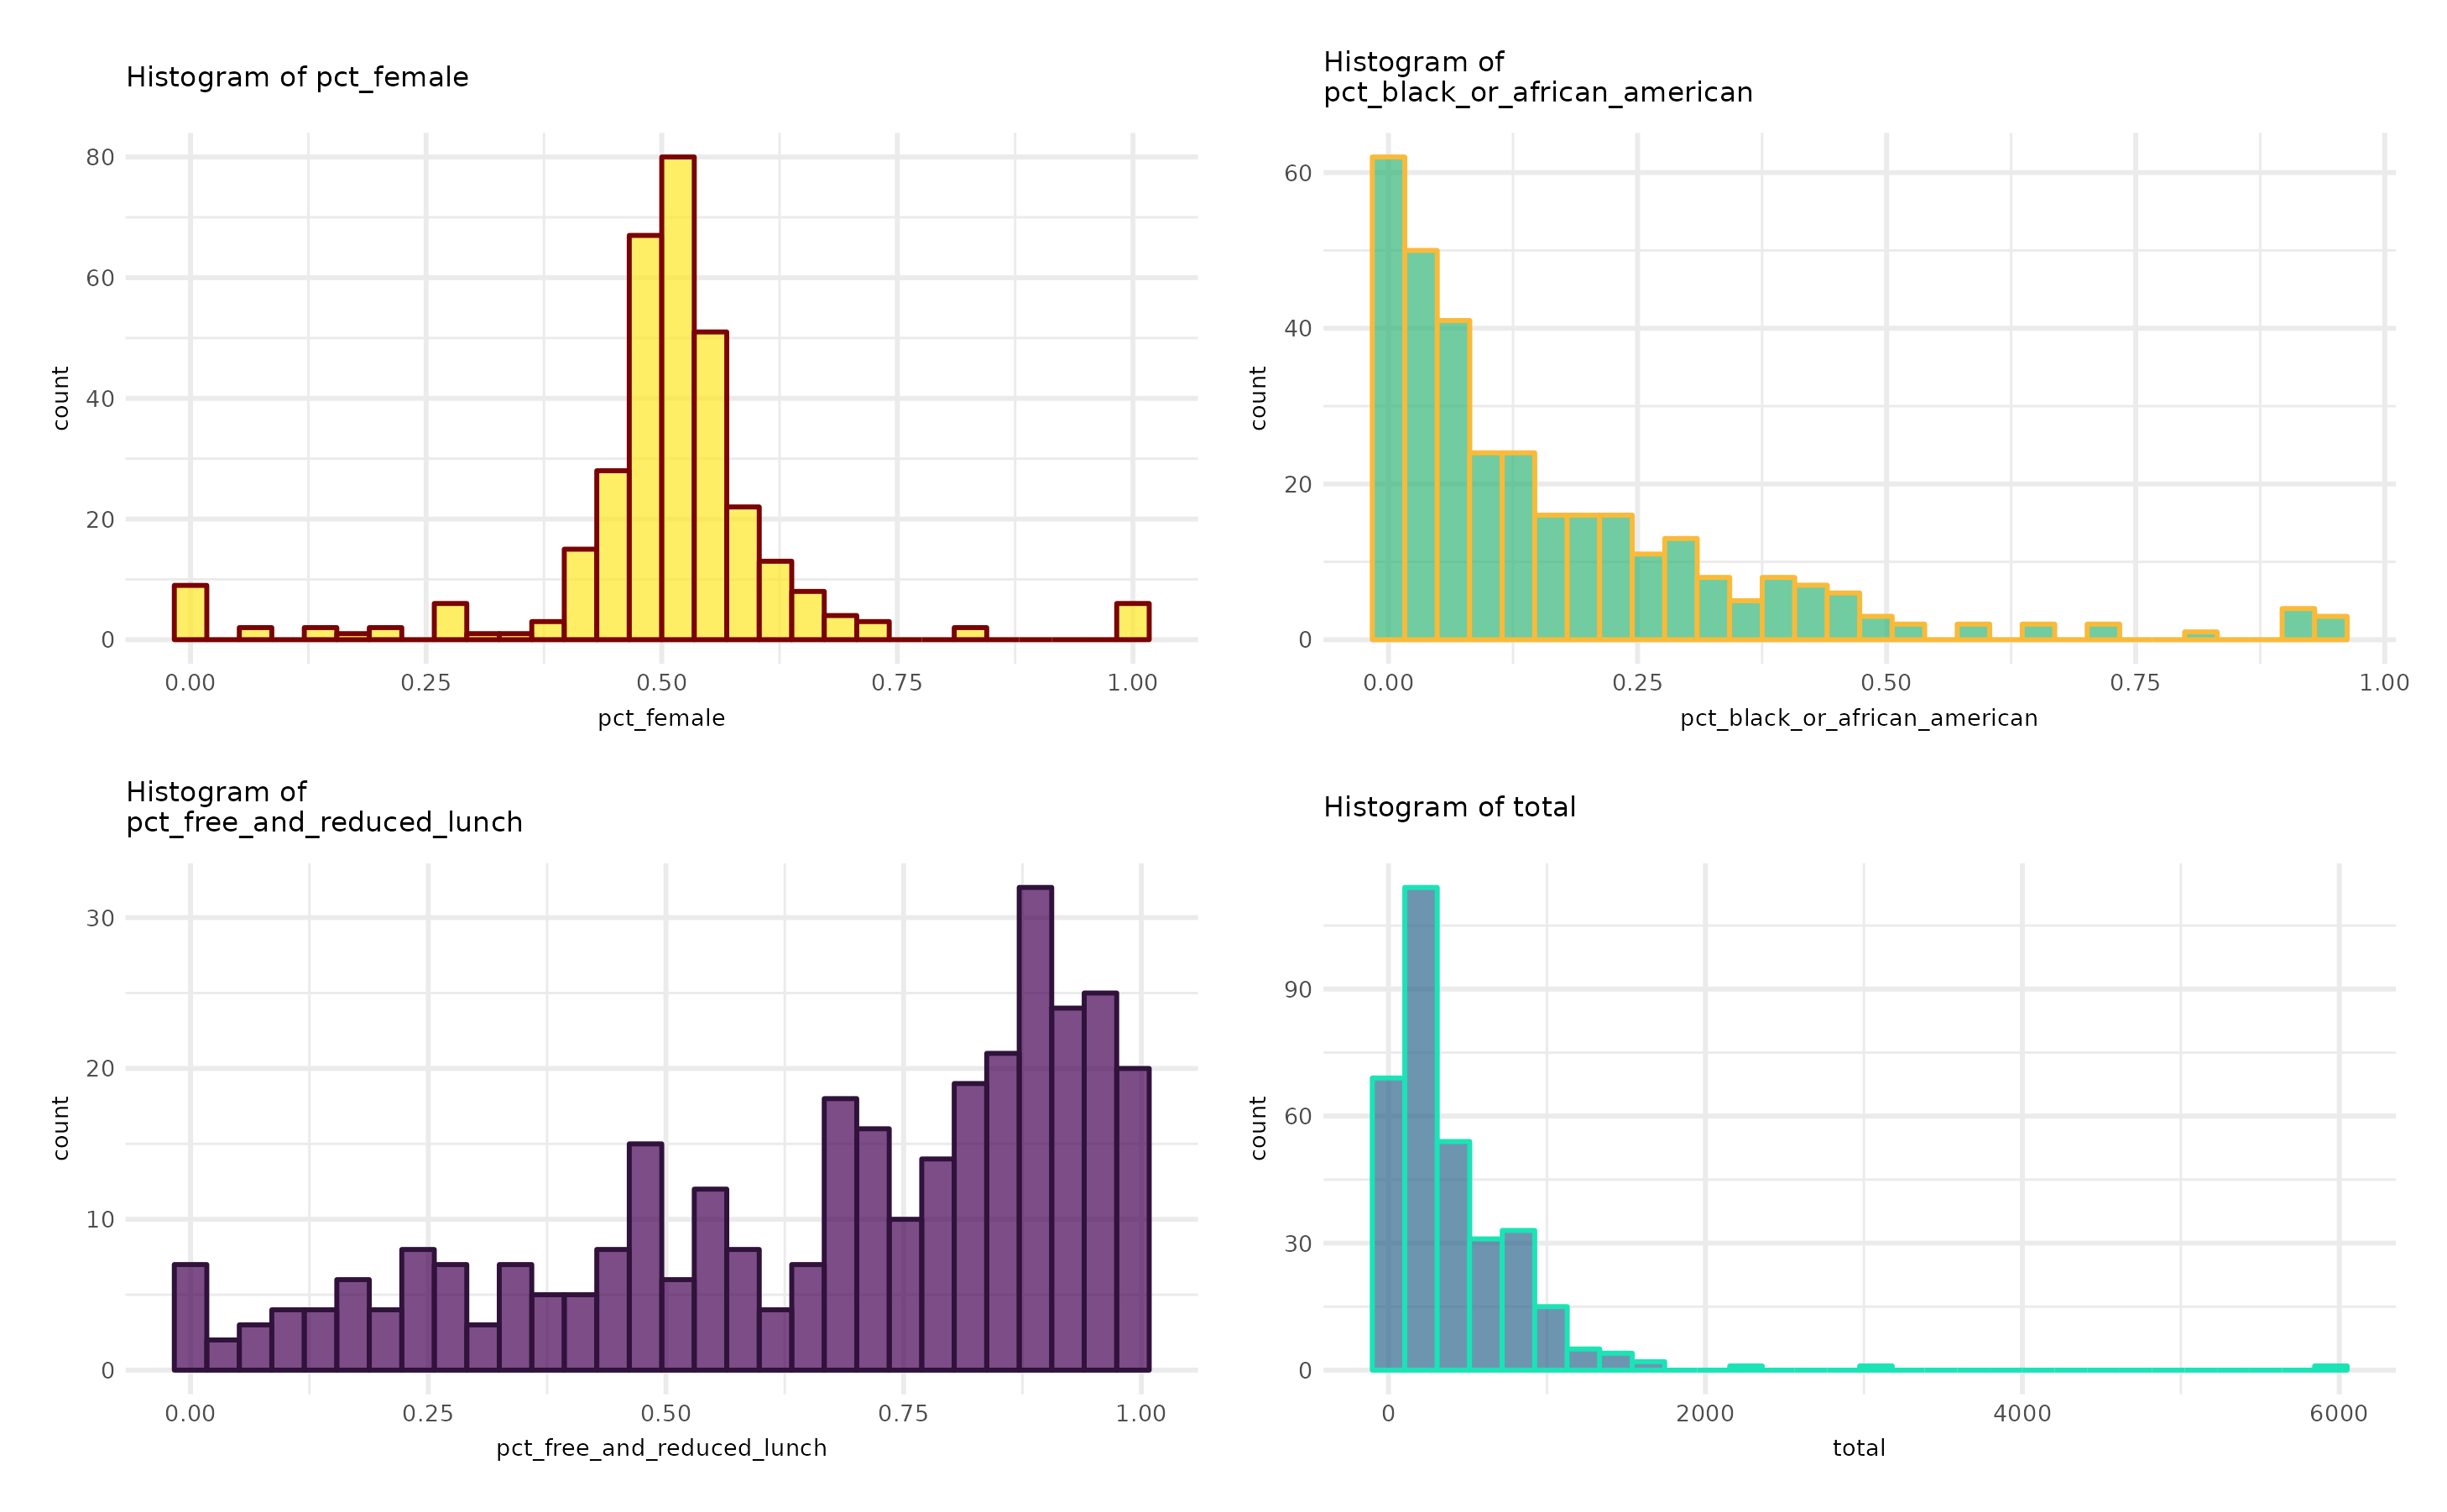 Histogram of pct_female
80
60
40
20
0
count
0.00 0.25 0.50 0.75 1.00
pct_female
Histogram of
pct_black_or_african_american
60
40
20
0
count
0.00 0.25 0.50 0.75 1.00
pct_black_or_african_american
Histogram of
pct_free_and_reduced_lunch
30
20
10
0
count
0.00 0.25 0.50 0.75 1.00
pct_free_and_reduced_lunch
Histogram of total
90
60
30
0
count
0 2000 4000 6000
total